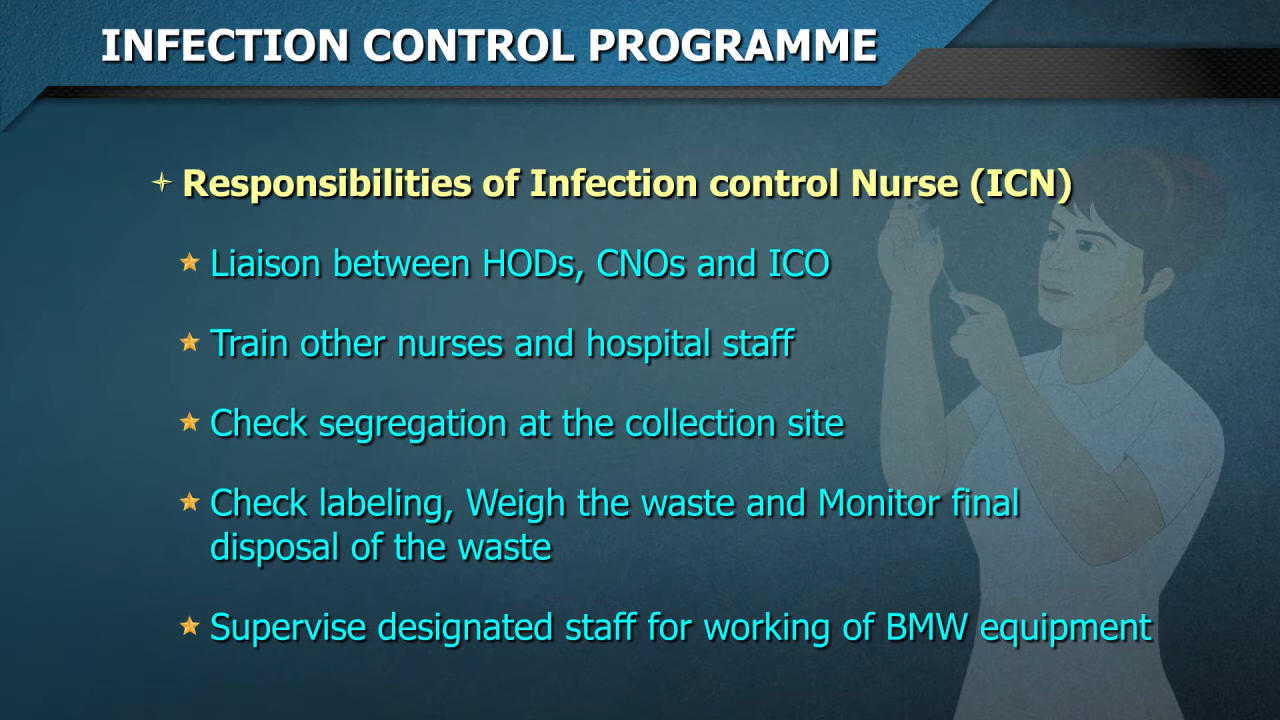 INFECTION CONTROL PROGRAMME
Responsibilities of Infection control Nurse (ICN)
Liaison between HODs, CNOs and ICO
Train other nurses and hospital staff
Check segregation at the collection site
Check labeling, Weigh the waste and Monitor final
disposal of the waste
Supervise designated staff for working of BMW equipment